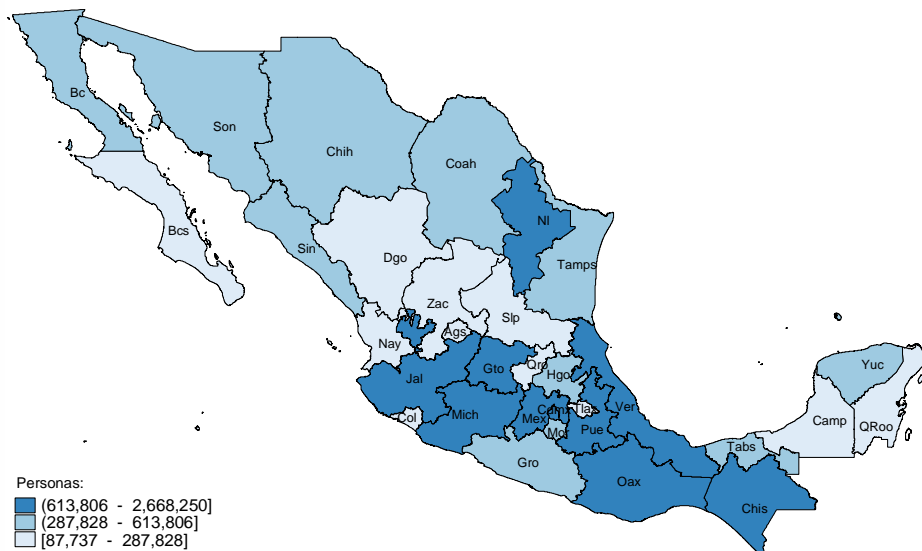 Bc
Son
Chih
Coah
Nl
Bcs
Sin
Dgo
Tamps
Zac
Slp
Nay
Ags
Qro
Hgo
Yuc
Jal
Gto
Mich
Mex
Cdmx
Tlax
Ver
Col
Mo
Pue
Camp
QRoo
Gro
Tabs
Oax
Chis
Personas:
(613,806 - 2,668,250]
(287,828 - 613,806]
[87,737 - 287,828]